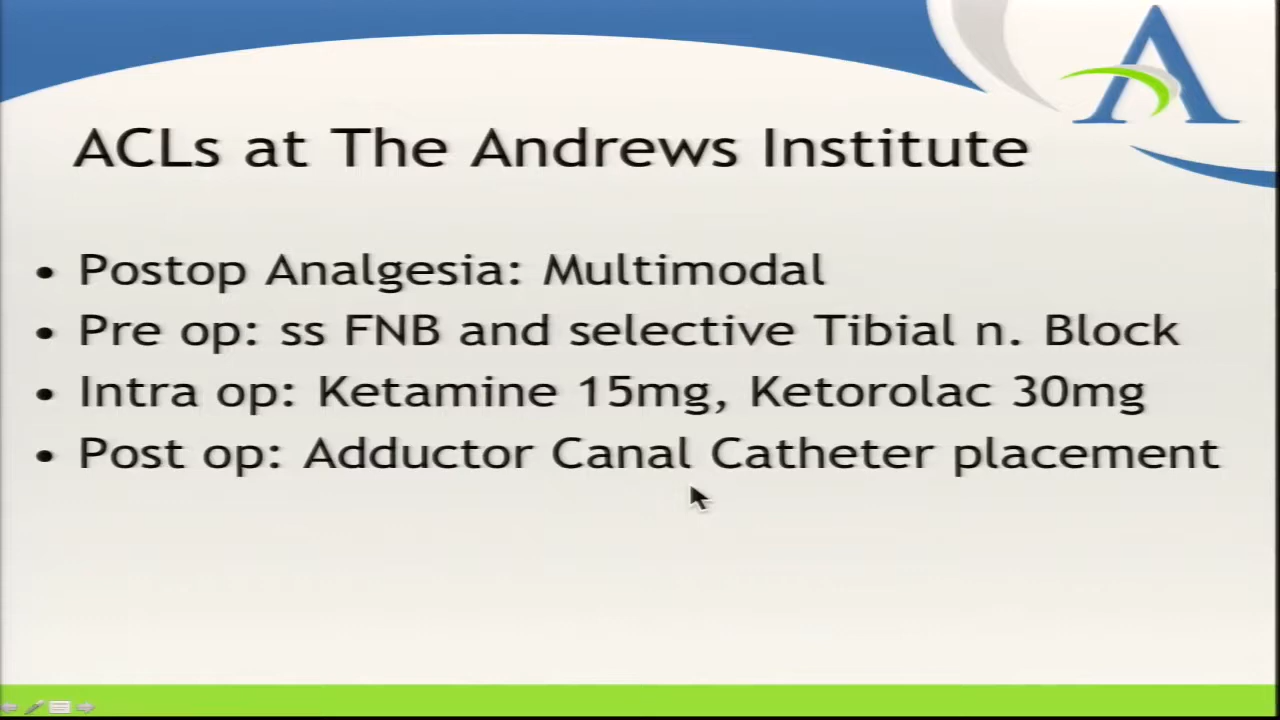 ACLs at The Andrews Institute
• Postop Analgesia: Multimodal
• Pre op: ss FNB and selective Tibial n. Block
• Intra op: Ketamine 15mg, Ketorolac 30mg
• Post op: Adductor Canal Catheter placement